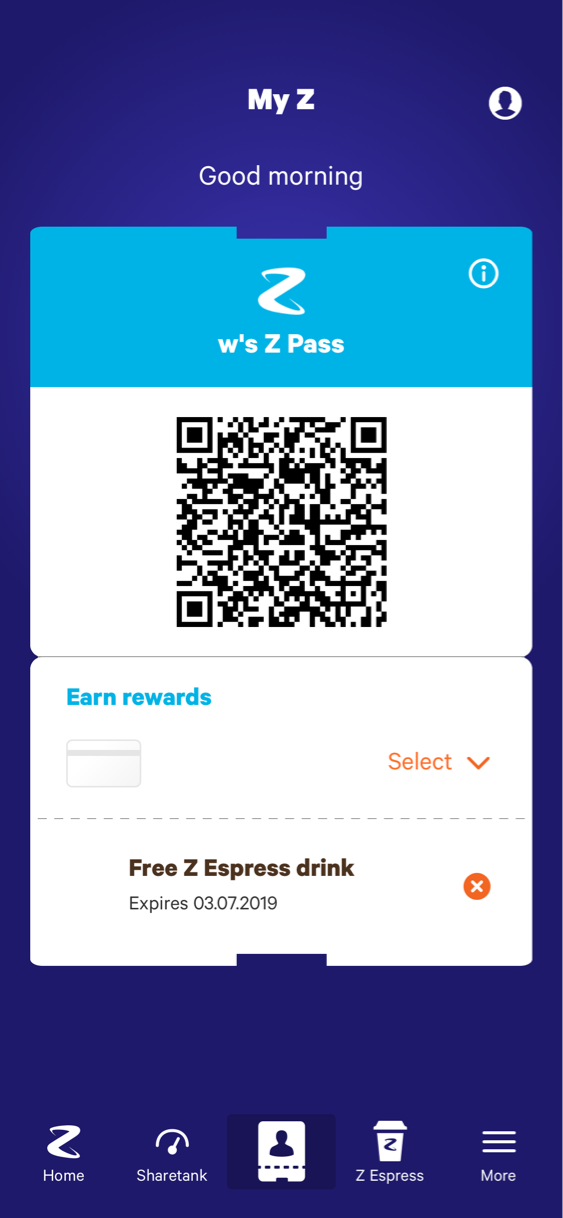 My Z
Good morning
w's Z Pass
Earn rewards
Select
Free Z Espress drink
Expires 03.07.2019
Home
Sharetank
Z Espress
More